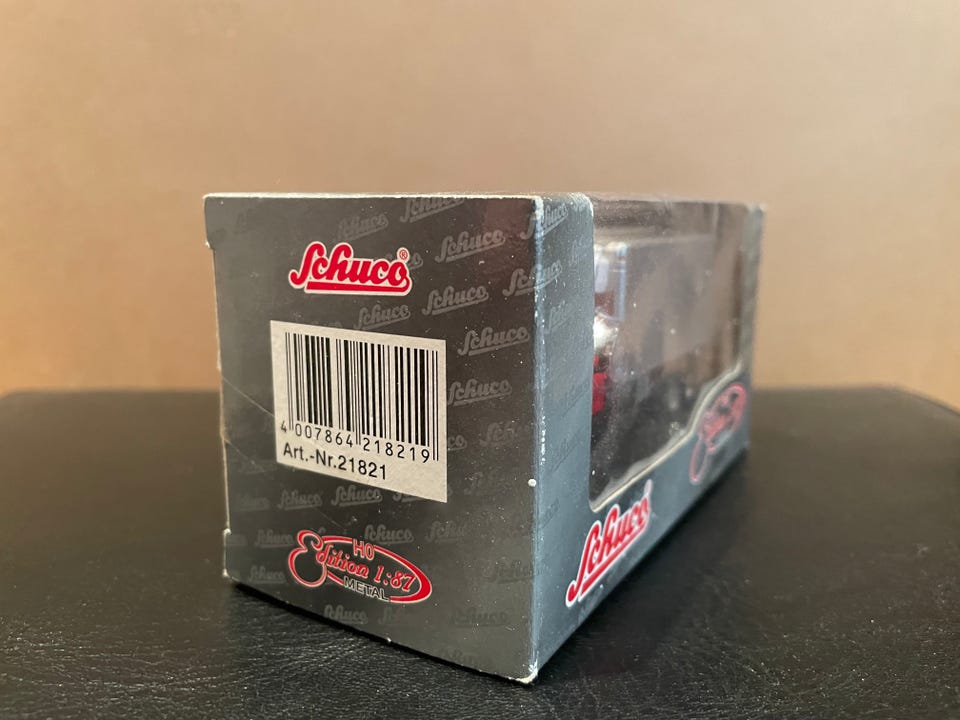 Schuco®
4 007864 218219
Art.-Nr.21821
H0
Edition 1:87
METAL
Schuco